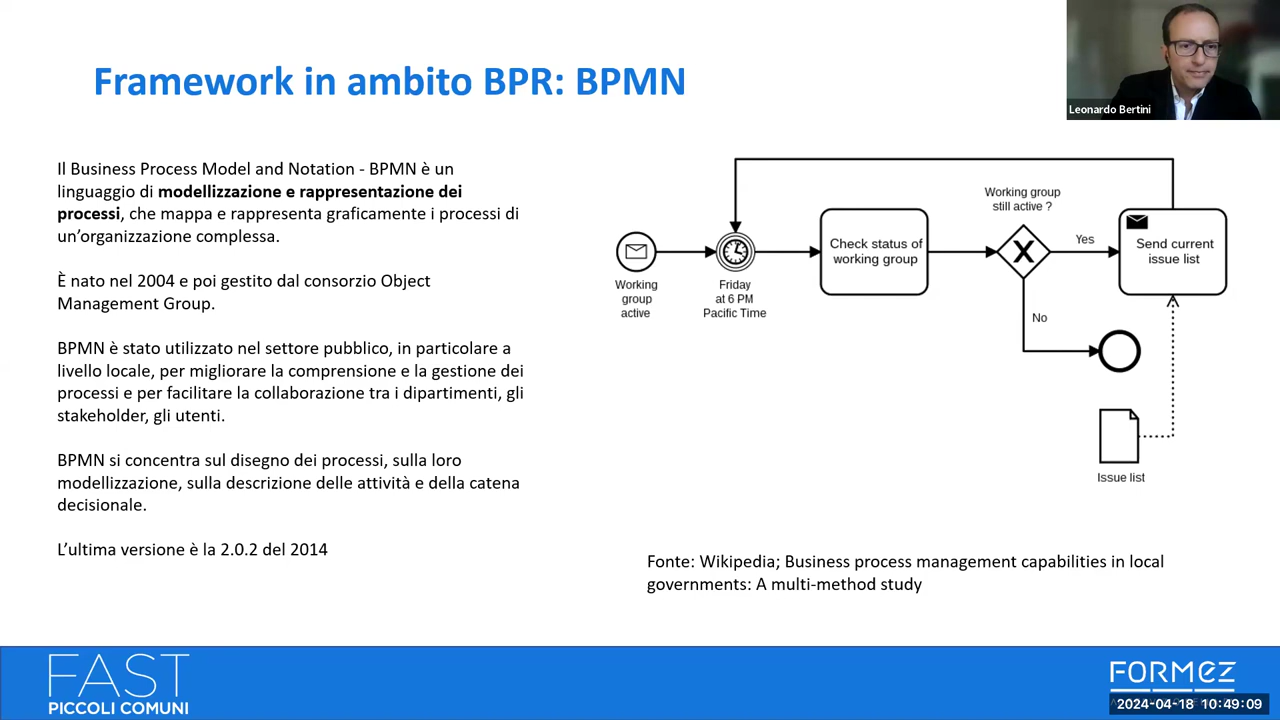 Framework in ambito BPR: BPMN
Leonardo Bertini
Il Business Process Model and Notation - BPMN è un
linguaggio di modellizzazione e rappresentazione dei
processi, che mappa e rappresenta graficamente i processi di
un’organizzazione complessa.
È nato nel 2004 e poi gestito dal consorzio Object
Management Group.
BPMN è stato utilizzato nel settore pubblico, in particolare a
livello locale, per migliorare la comprensione e la gestione dei
processi e per facilitare la collaborazione tra i dipartimenti, gli
stakeholder, gli utenti.
BPMN si concentra sul disegno dei processi, sulla loro
modellizzazione, sulla descrizione delle attività e della catena
decisionale.
L’ultima versione è la 2.0.2 del 2014
Working
group
active
Friday
at 6 PM
Pacific Time
Check status of
working group
Working group
still active ?
Yes
No
Send current
issue list
Issue list
Fonte: Wikipedia; Business process management capabilities in local
governments: A multi-method study
FAST
PICCOLI COMUNI
FORMEZ
2024-04-18 10:49:09